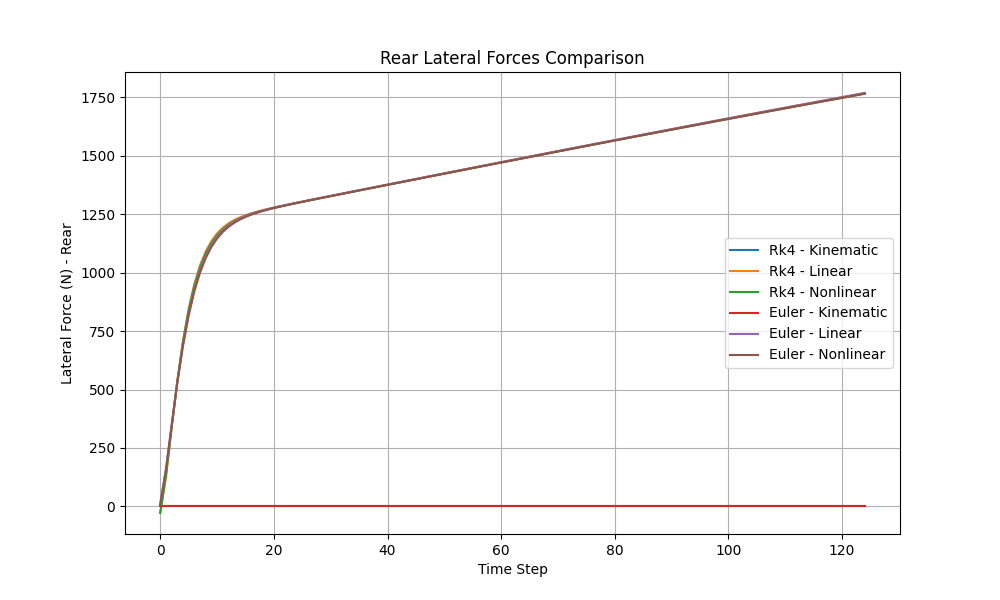 Rear Lateral Forces Comparison
1750
1500
1250
1000
750
500
250
0
Lateral Force (N) - Rear
Rk4 - Kinematic
Rk4 - Linear
Rk4 - Nonlinear
Euler - Kinematic
Euler - Linear
Euler - Nonlinear
0 20 40 60 80 100 120
Time Step